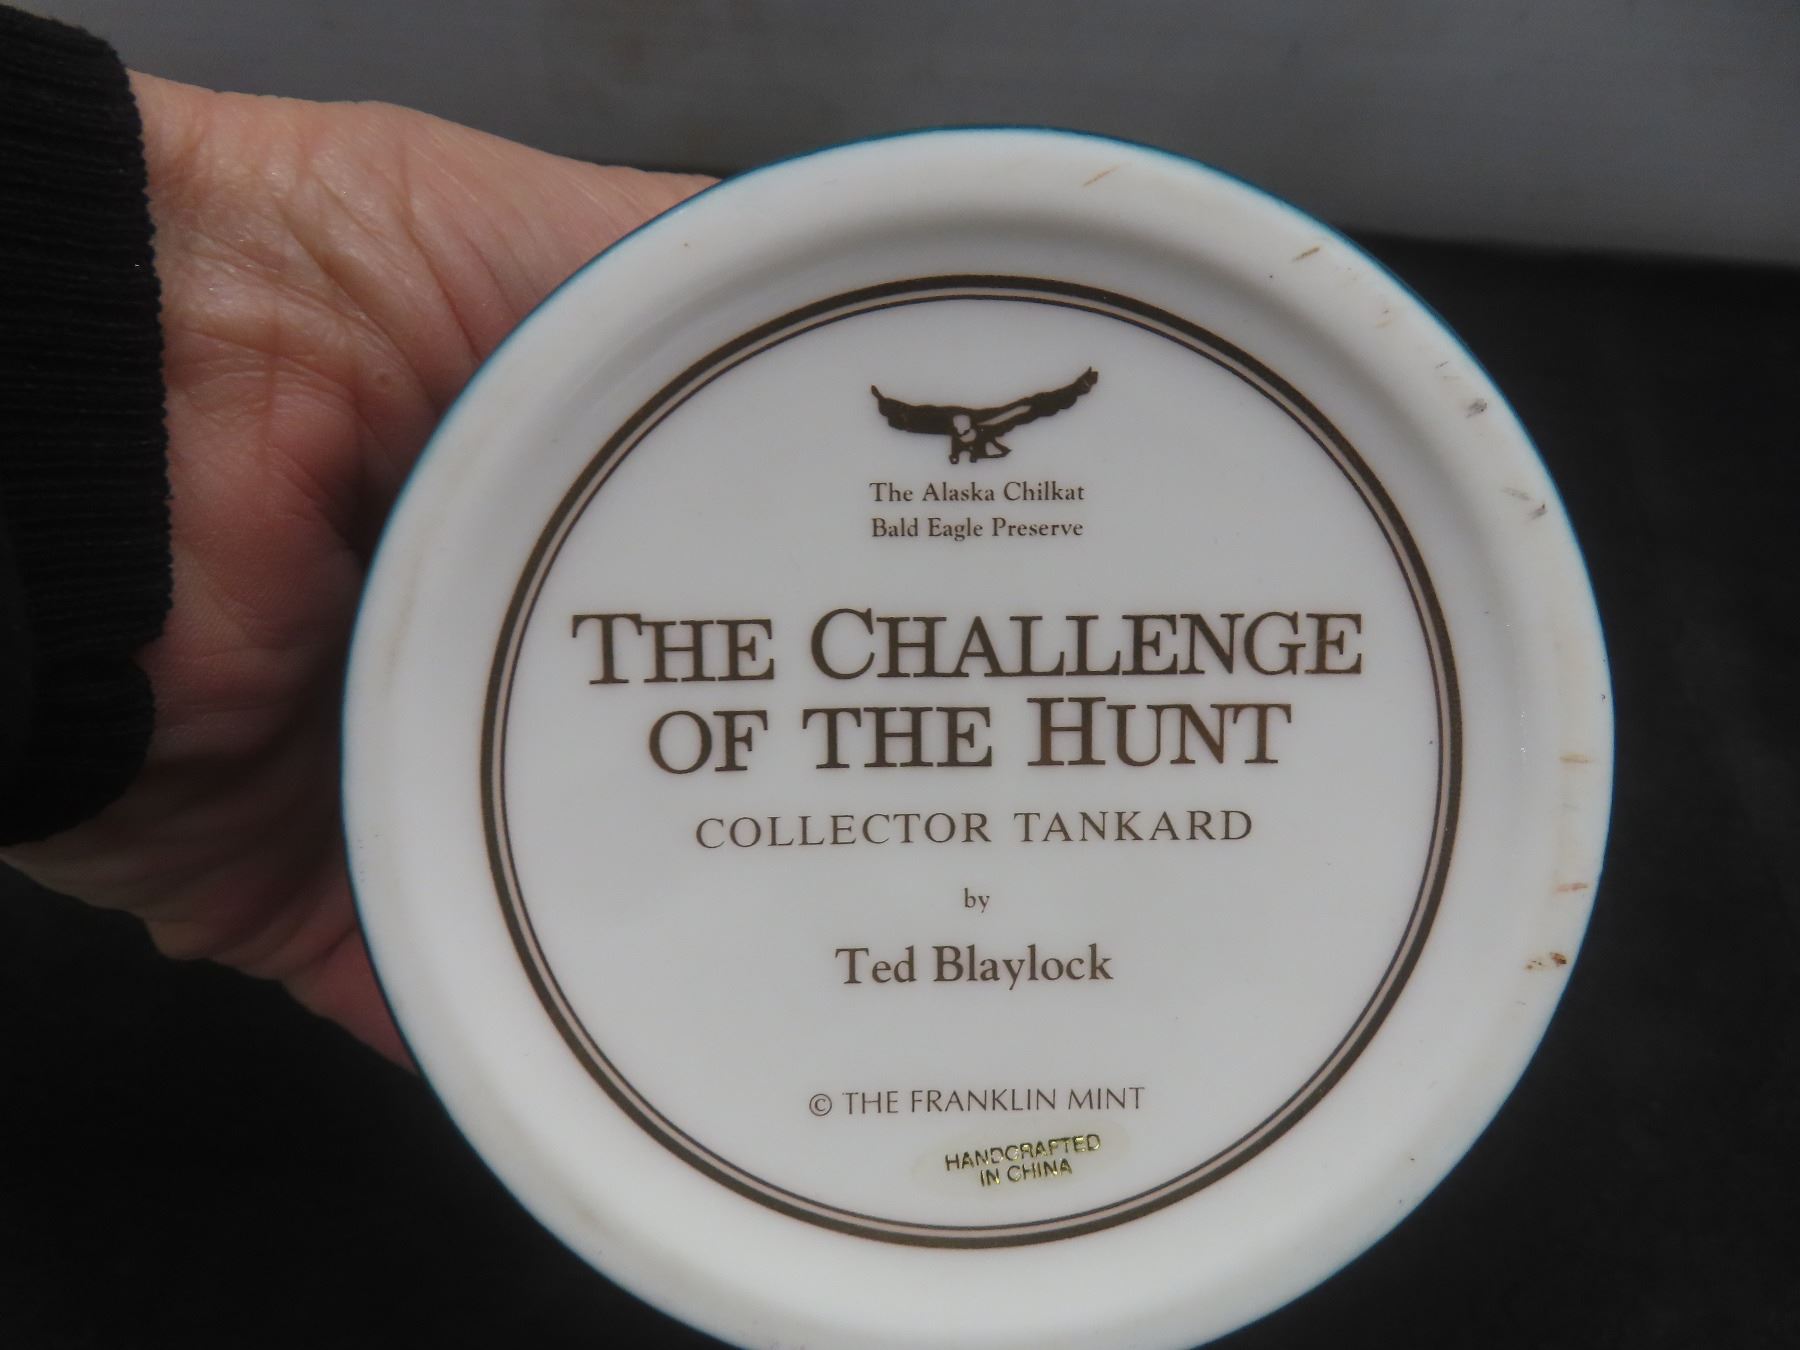 The Alaska Chilkat
Bald Eagle Preserve
THE CHALLENGE
OF THE HUNT
COLLECTOR TANKARD
by
Ted Blaylock
© THE FRANKLIN MINT
HANDCRAFTED
IN CHINA